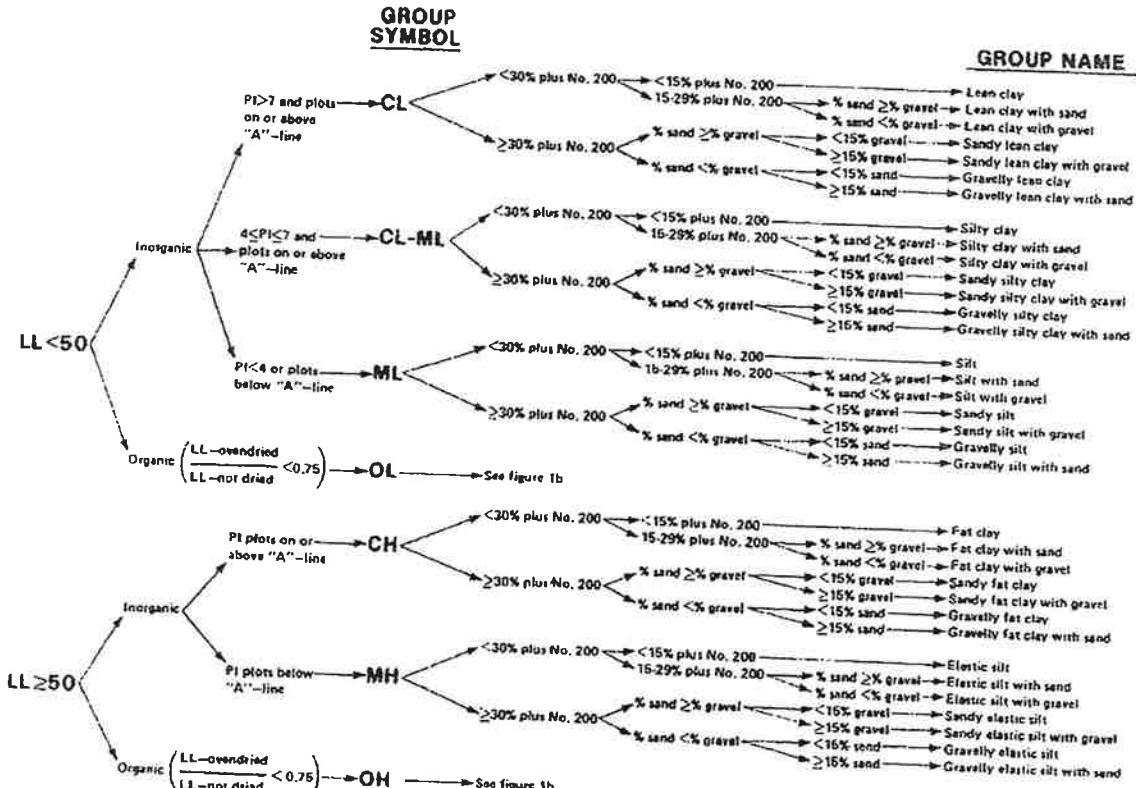 GROUP SYMBOL
GROUP NAME
LL<50
Inorganic
PI>7 and plots on or above "A"-line
CL
<30% plus No. 200
<15% plus No. 200
Lean clay
15-29% plus No. 200
% sand ≥% gravel
Lean clay with sand
% sand <% gravel
Lean clay with gravel
≥30% plus No. 200
% sand ≥% gravel
<15% gravel
Sandy lean clay
≥15% gravel
Sandy lean clay with gravel
% sand <% gravel
<15% sand
Gravelly lean clay
≥15% sand
Gravelly lean clay with sand
4≤PI≤7 and plots on or above "A"-line
CL-ML
<30% plus No. 200
<15% plus No. 200
Silty clay
15-29% plus No. 200
% sand ≥% gravel
Silty clay with sand
% sand <% gravel
Silty clay with gravel
≥30% plus No. 200
% sand ≥% gravel
<15% gravel
Sandy silty clay
≥15% gravel
Sandy silty clay with gravel
% sand <% gravel
<15% sand
Gravelly silty clay
≥15% sand
Gravelly silty clay with sand
PI<4 or plots below "A"-line
ML
<30% plus No. 200
<15% plus No. 200
Silt
15-29% plus No. 200
% sand ≥% gravel
Silt with sand
% sand <% gravel
Silt with gravel
≥30% plus No. 200
% sand ≥% gravel
<15% gravel
Sandy silt
≥15% gravel
Sandy silt with gravel
% sand <% gravel
<15% sand
Gravelly silt
≥15% sand
Gravelly silt with sand
Organic (LL-ovendried / LL-not dried <0.75)
OL
See figure 1b
LL≥50
Inorganic
PI plots on or above "A"-line
CH
<30% plus No. 200
<15% plus No. 200
Fat clay
15-29% plus No. 200
% sand ≥% gravel
Fat clay with sand
% sand <% gravel
Fat clay with gravel
≥30% plus No. 200
% sand ≥% gravel
<15% gravel
Sandy fat clay
≥15% gravel
Sandy fat clay with gravel
% sand <% gravel
<15% sand
Gravelly fat clay
≥15% sand
Gravelly fat clay with sand
PI plots below "A"-line
MH
<30% plus No. 200
<15% plus No. 200
Elastic silt
15-29% plus No. 200
% sand ≥% gravel
Elastic silt with sand
% sand <% gravel
Elastic silt with gravel
≥30% plus No. 200
% sand ≥% gravel
<15% gravel
Sandy elastic silt
≥15% gravel
Sandy elastic silt with gravel
% sand <% gravel
<15% sand
Gravelly elastic silt
≥15% sand
Gravelly elastic silt with sand
Organic (LL-ovendried / LL-not dried <0.75)
OH
See figure 1b